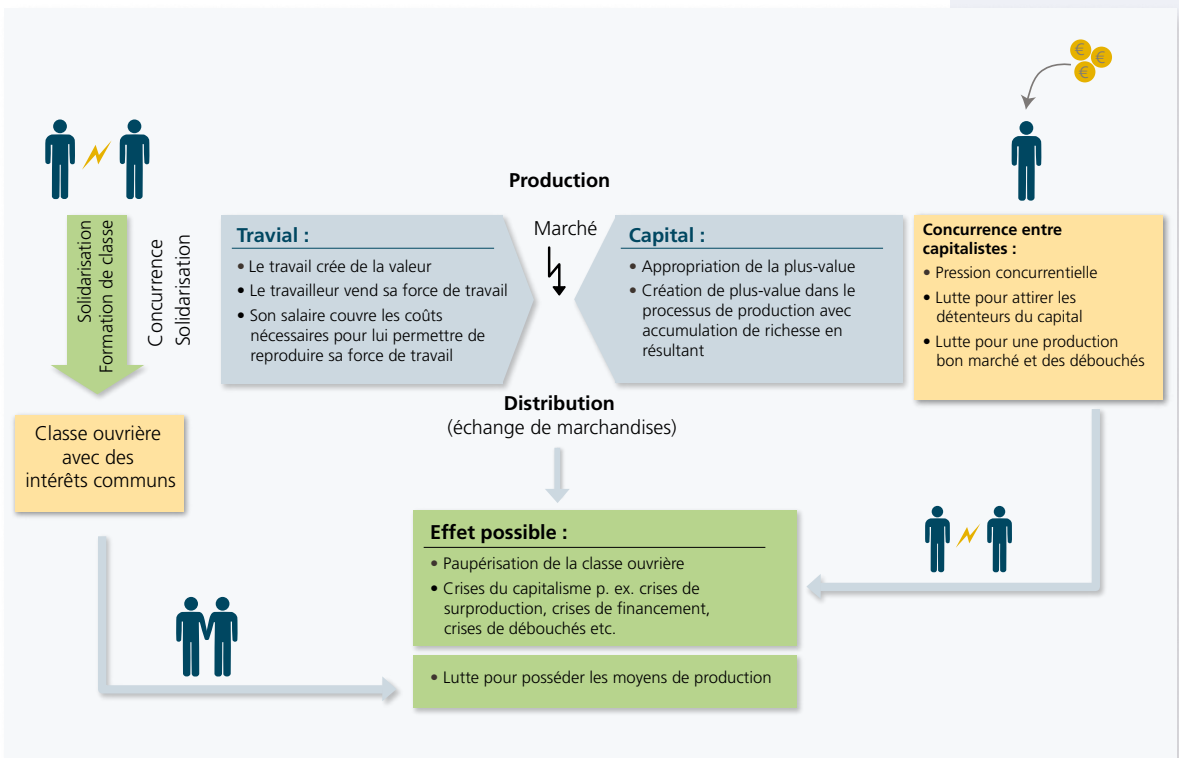 Production
Solidarisation
Formation de classe
Concurrence
Solidarisation
Travial :
• Le travail crée de la valeur
• Le travailleur vend sa force de travail
• Son salaire couvre les coûts
nécessaires pour lui permettre de
reproduire sa force de travail
Marché
Capital :
• Appropriation de la plus-value
• Création de plus-value dans le
processus de production avec
accumulation de richesse en
résultant
€
€
€
Concurrence entre
capitalistes :
• Pression concurrentielle
• Lutte pour attirer les
détenteurs du capital
• Lutte pour une production
bon marché et des débouchés
Distribution
(échange de marchandises)
Classe ouvrière
avec des
intérêts communs
Effet possible :
• Paupérisation de la classe ouvrière
• Crises du capitalisme p. ex. crises de
surproduction, crises de financement,
crises de débouchés etc.
• Lutte pour posséder les moyens de production